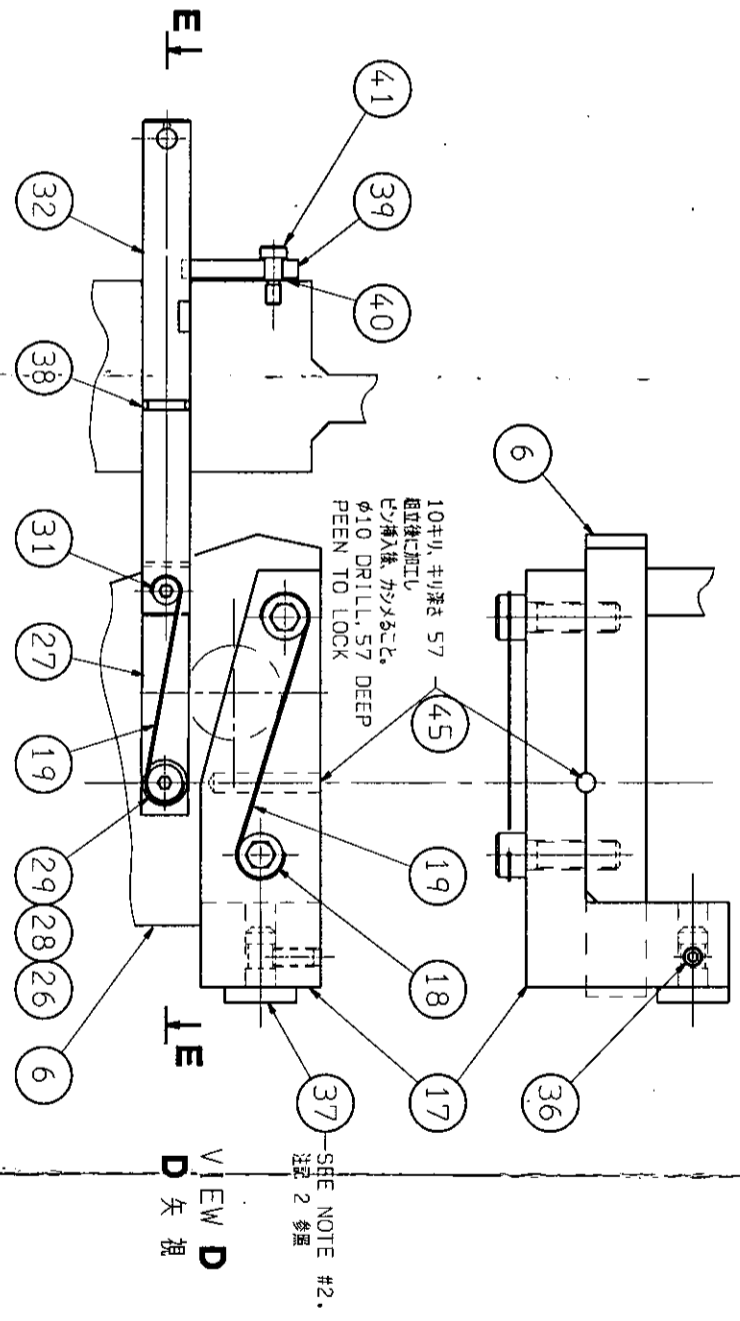 E
41
39
32
40
38
6
10キリ, キリ深さ 57
組立後に加工し
ピン挿入後, カシメること。
φ10 DRILL, 57 DEEP
PEEN TO LOCK
45
31
27
19
19
29
28
26
18
6
E
37
17
36
SEE NOTE #2.
注記 2 参照
VIEW D
D 矢視